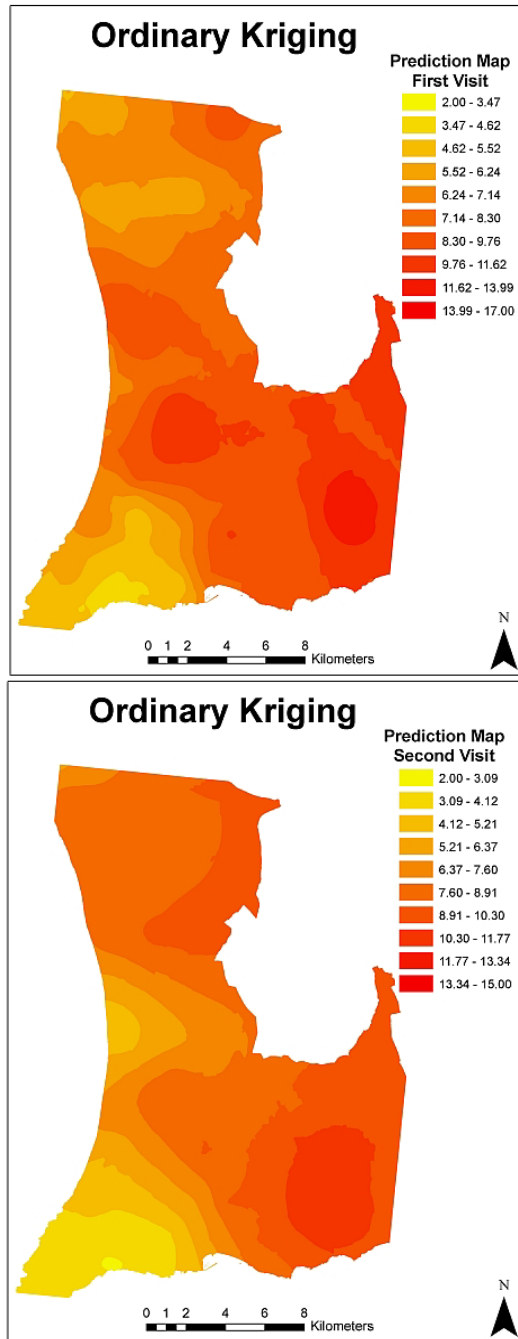 Ordinary Kriging
Prediction Map
First Visit
2.00 - 3.47
3.47 - 4.62
4.62 - 5.52
5.52 - 6.24
6.24 - 7.14
7.14 - 8.30
8.30 - 9.76
9.76 - 11.62
11.62 - 13.99
13.99 - 17.00
N
0 1 2 4 6 8
Kilometers
Ordinary Kriging
Prediction Map
Second Visit
2.00 - 3.09
3.09 - 4.12
4.12 - 5.21
5.21 - 6.37
6.37 - 7.60
7.60 - 8.91
8.91 - 10.30
10.30 - 11.77
11.77 - 13.34
13.34 - 15.00
N
0 1 2 4 6 8
Kilometers